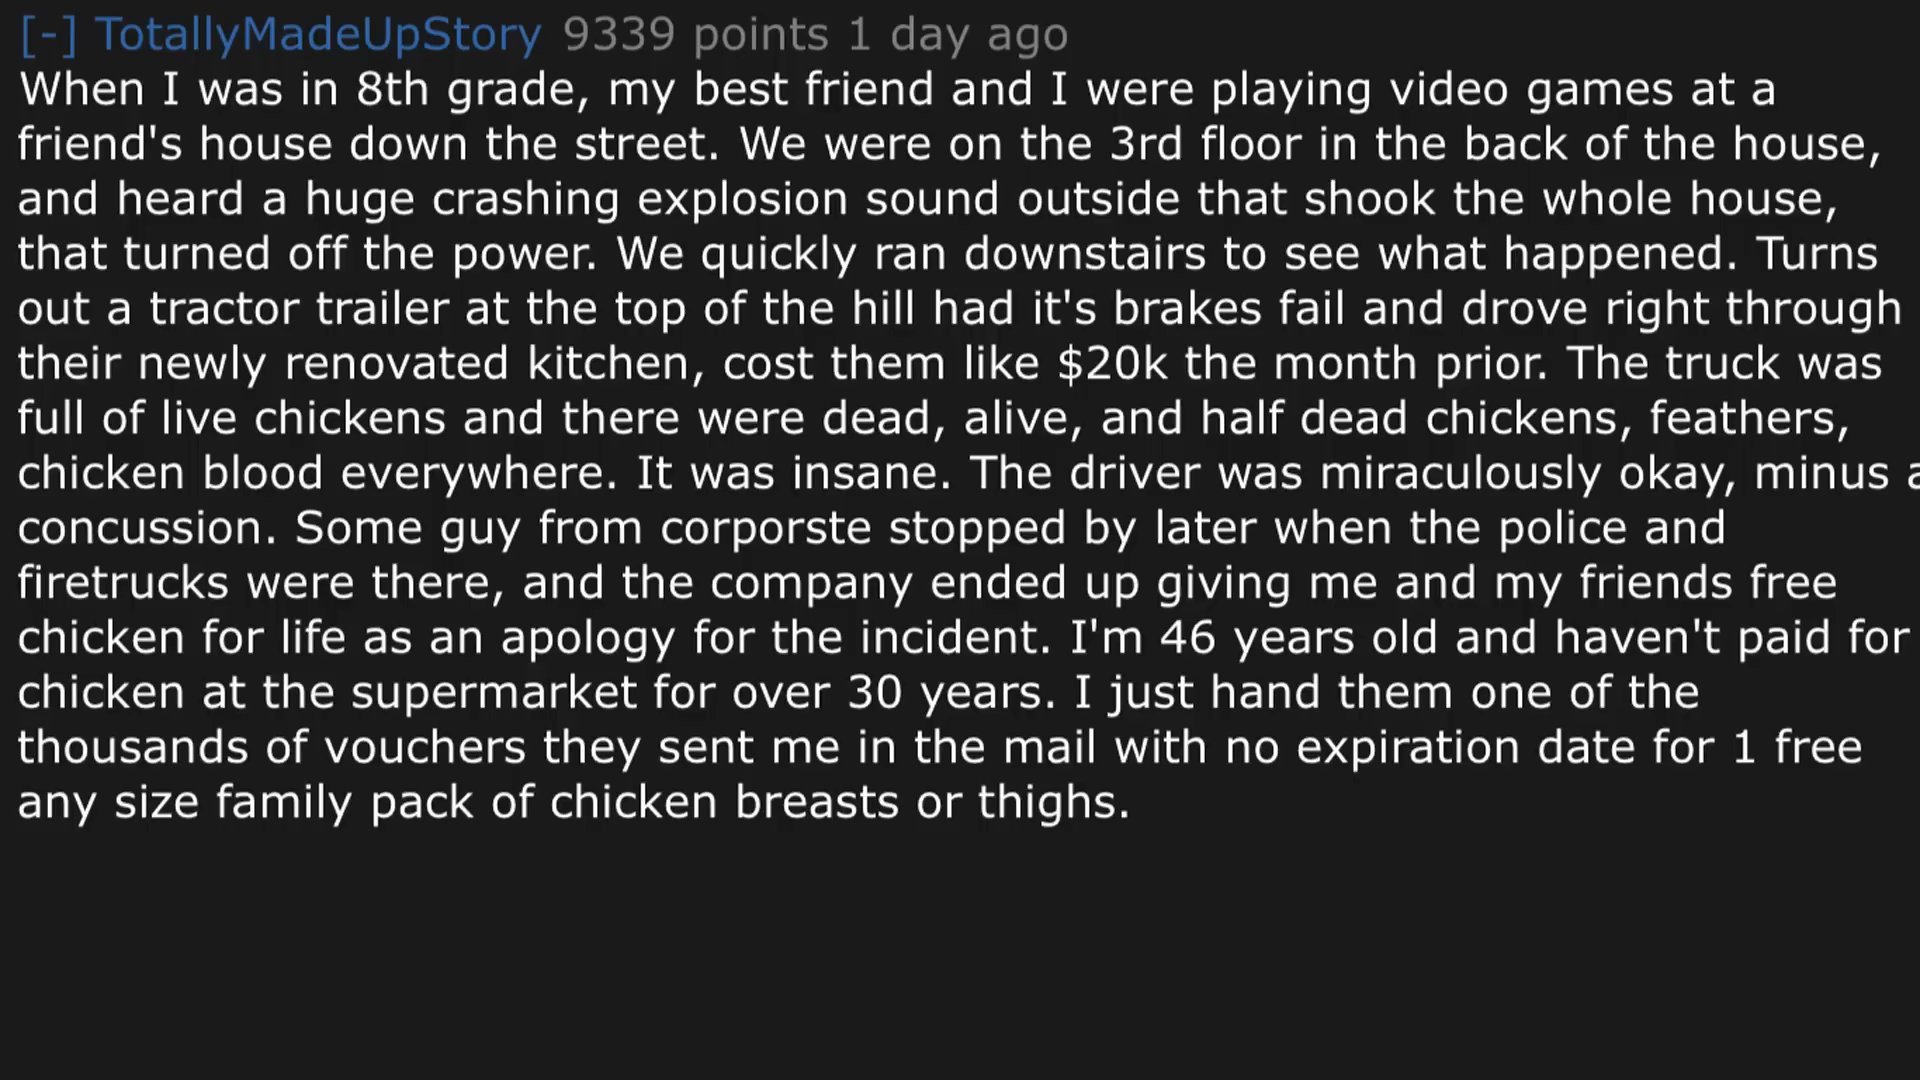 [-] TotallyMadeUpStory 9339 points 1 day ago
When I was in 8th grade, my best friend and I were playing video games at a
friend's house down the street. We were on the 3rd floor in the back of the house,
and heard a huge crashing explosion sound outside that shook the whole house,
that turned off the power. We quickly ran downstairs to see what happened. Turns
out a tractor trailer at the top of the hill had it's brakes fail and drove right through
their newly renovated kitchen, cost them like $20k the month prior. The truck was
full of live chickens and there were dead, alive, and half dead chickens, feathers,
chicken blood everywhere. It was insane. The driver was miraculously okay, minus a
concussion. Some guy from corporste stopped by later when the police and
firetrucks were there, and the company ended up giving me and my friends free
chicken for life as an apology for the incident. I'm 46 years old and haven't paid for
chicken at the supermarket for over 30 years. I just hand them one of the
thousands of vouchers they sent me in the mail with no expiration date for 1 free
any size family pack of chicken breasts or thighs.